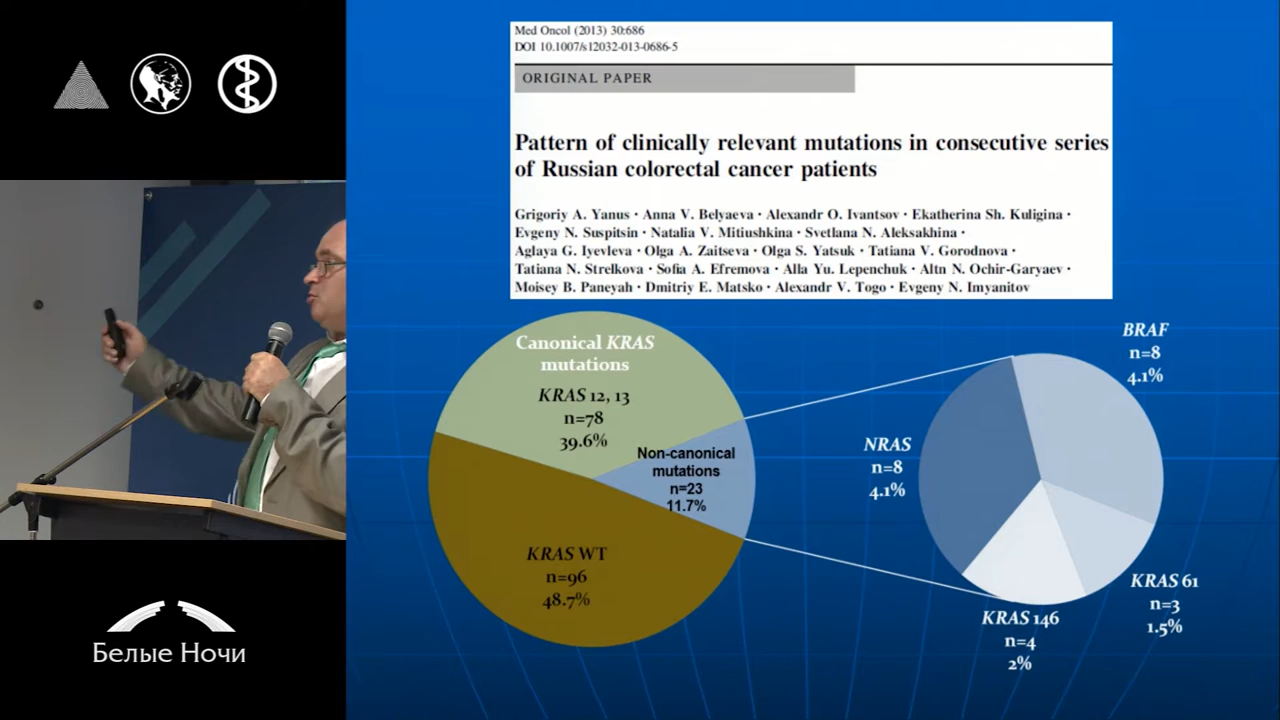 Med Oncol (2013) 30:686
DOI 10.1007/s12032-013-0686-5
ORIGINAL PAPER
Pattern of clinically relevant mutations in consecutive series
of Russian colorectal cancer patients
Grigoriy A. Yanus · Anna V. Belyaeva · Alexandr O. Ivantsov · Ekatherina Sh. Kuligina ·
Evgeny N. Suspitsin · Natalia V. Mitiushkina · Svetlana N. Aleksakhina ·
Aglaya G. Iyevleva · Olga A. Zaitseva · Olga S. Yatsuk · Tatiana V. Gorodnova ·
Tatiana N. Strelkova · Sofia A. Efremova · Alla Yu. Lepenchuk · Altn N. Ochir-Garyaev ·
Moisey B. Paneyah · Dmitriy E. Matsko · Alexandr V. Togo · Evgeny N. Imyanitov
Canonical KRAS
mutations
KRAS 12, 13
n=78
39.6%
Non-canonical
mutations
n=23
11.7%
KRAS WT
n=96
48.7%
BRAF
n=8
4.1%
NRAS
n=8
4.1%
KRAS 61
n=3
1.5%
KRAS 146
n=4
2%
Белые Ночи